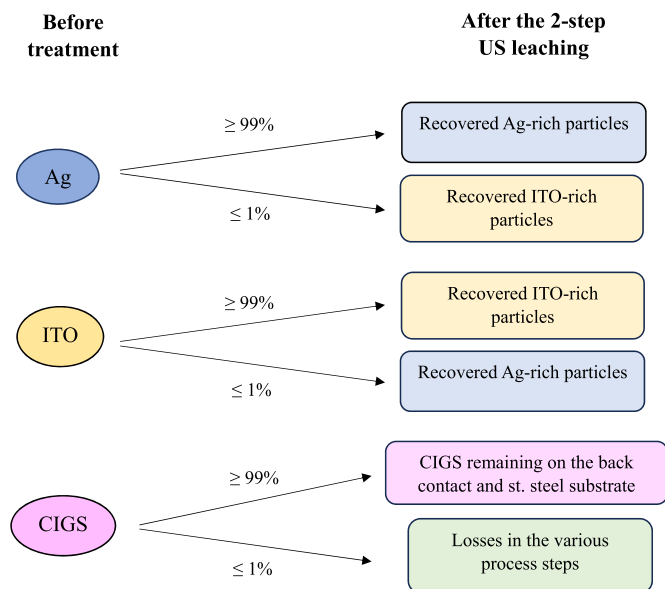 Before
treatment
After the 2-step
US leaching
Ag
≥ 99%
≤ 1%
Recovered Ag-rich particles
Recovered ITO-rich
particles
ITO
≥ 99%
≤ 1%
Recovered ITO-rich
particles
Recovered Ag-rich particles
CIGS
≥ 99%
≤ 1%
CIGS remaining on the back
contact and st. steel substrate
Losses in the various
process steps